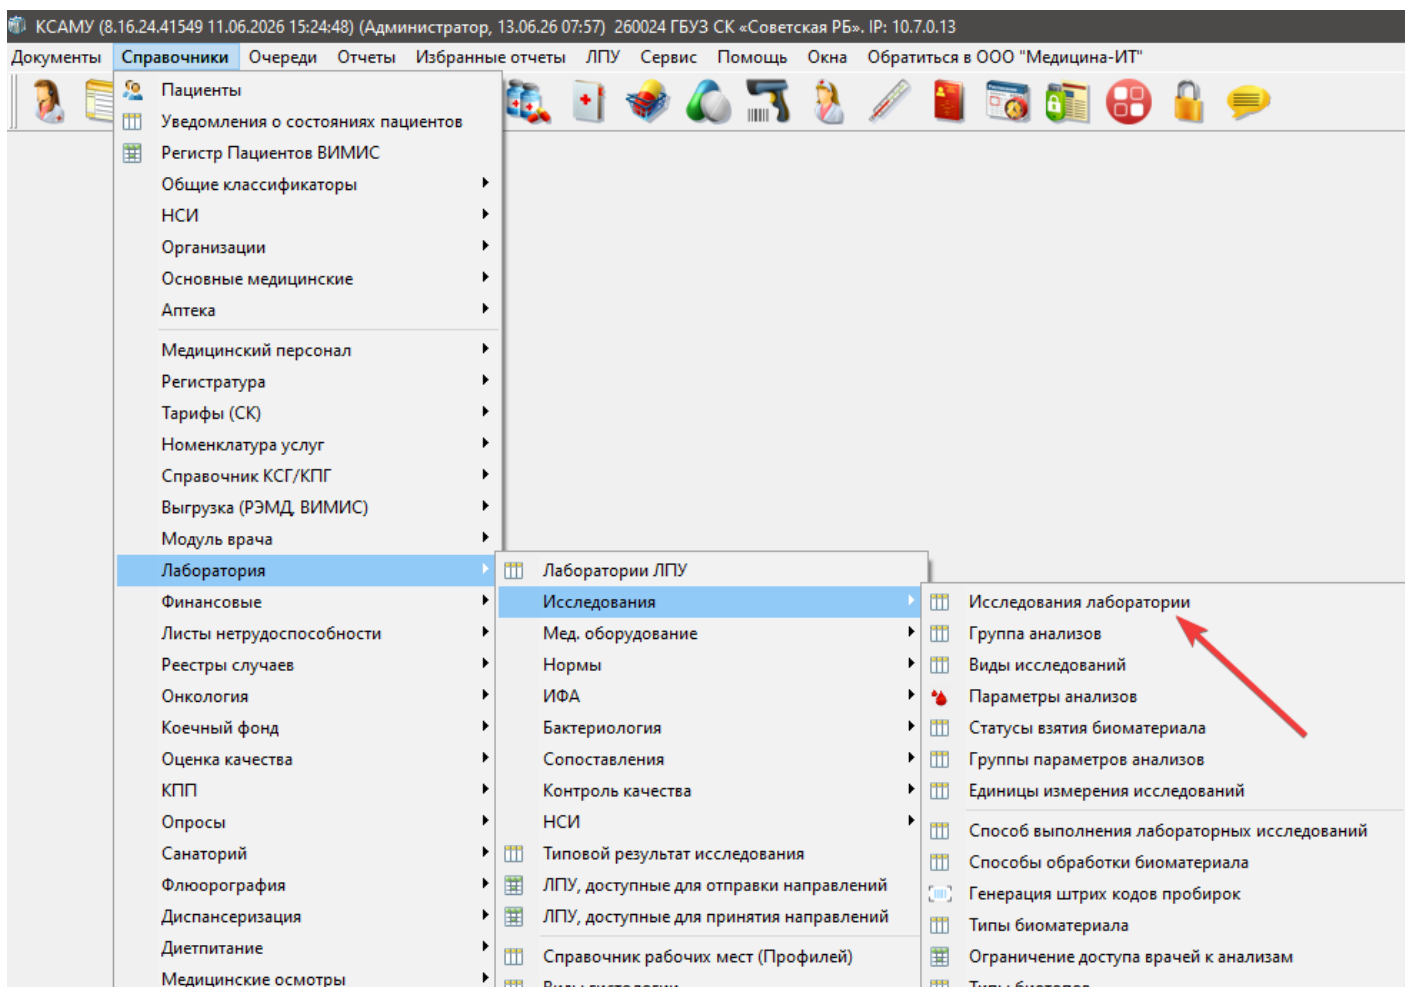 КСАМУ (8.16.24.41549 11.06.2026 15:24:48) (Администратор, 13.06.26 07:57) 260024 ГБУЗ СК «Советская РБ». IP: 10.7.0.13
Документы Справочники Очереди Отчеты Избранные отчеты ЛПУ Сервис Помощь Окна Обратиться в ООО "Медицина-ИТ"
Пациенты
Уведомления о состояниях пациентов
Регистр Пациентов ВИМИС
Общие классификаторы
НСИ
Организации
Основные медицинские
Аптека
Медицинский персонал
Регистратура
Тарифы (СК)
Номенклатура услуг
Справочник КСГ/КПГ
Выгрузка (РЭМД, ВИМИС)
Модуль врача
Лаборатория
Финансовые
Листы нетрудоспособности
Реестры случаев
Онкология
Коечный фонд
Оценка качества
КПП
Опросы
Санаторий
Флюорография
Диспансеризация
Диетпитание
Медицинские осмотры
Лаборатории ЛПУ
Исследования
Мед. оборудование
Нормы
ИФА
Бактериология
Сопоставления
Контроль качества
НСИ
Типовой результат исследования
ЛПУ, доступные для отправки направлений
ЛПУ, доступные для принятия направлений
Справочник рабочих мест (Профилей)
Виды гистологии
Исследования лаборатории
Группа анализов
Виды исследований
Параметры анализов
Статусы взятия биоматериала
Группы параметров анализов
Единицы измерения исследований
Способ выполнения лабораторных исследований
Способы обработки биоматериала
Генерация штрих кодов пробирок
Типы биоматериала
Ограничение доступа врачей к анализам
Типы биотопов